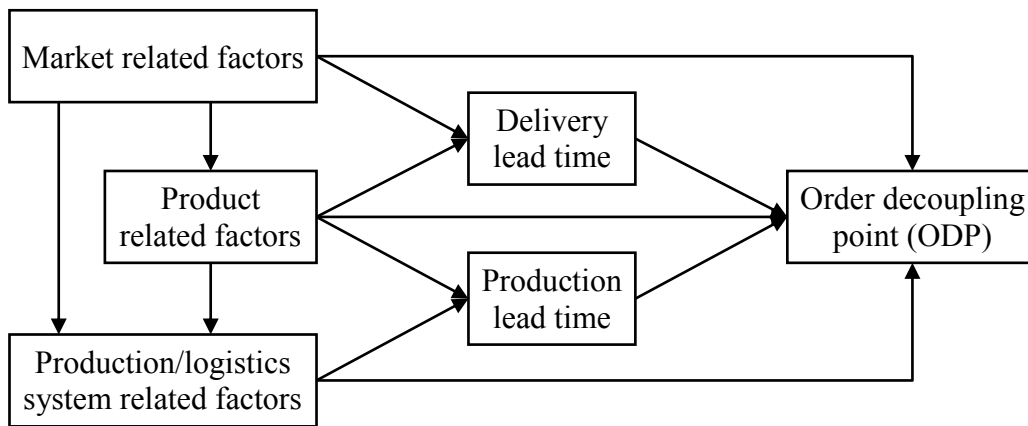 Market related factors
Delivery
lead time
Product
related factors
Order decoupling
point (ODP)
Production
lead time
Production/logistics
system related factors